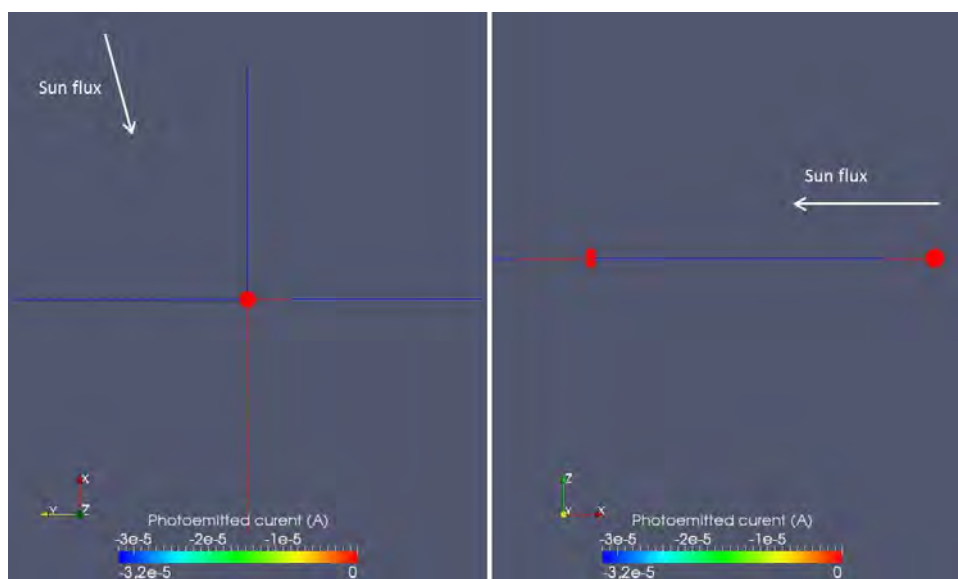 Sun flux
X
Y
Z
Photoemitted curent (A)
-3e-5 -2e-5 -1e-5
-3.2e-5 0
Sun flux
Z
Y
X
Photoemitted curent (A)
-3e-5 -2e-5 -1e-5
-3.2e-5 0